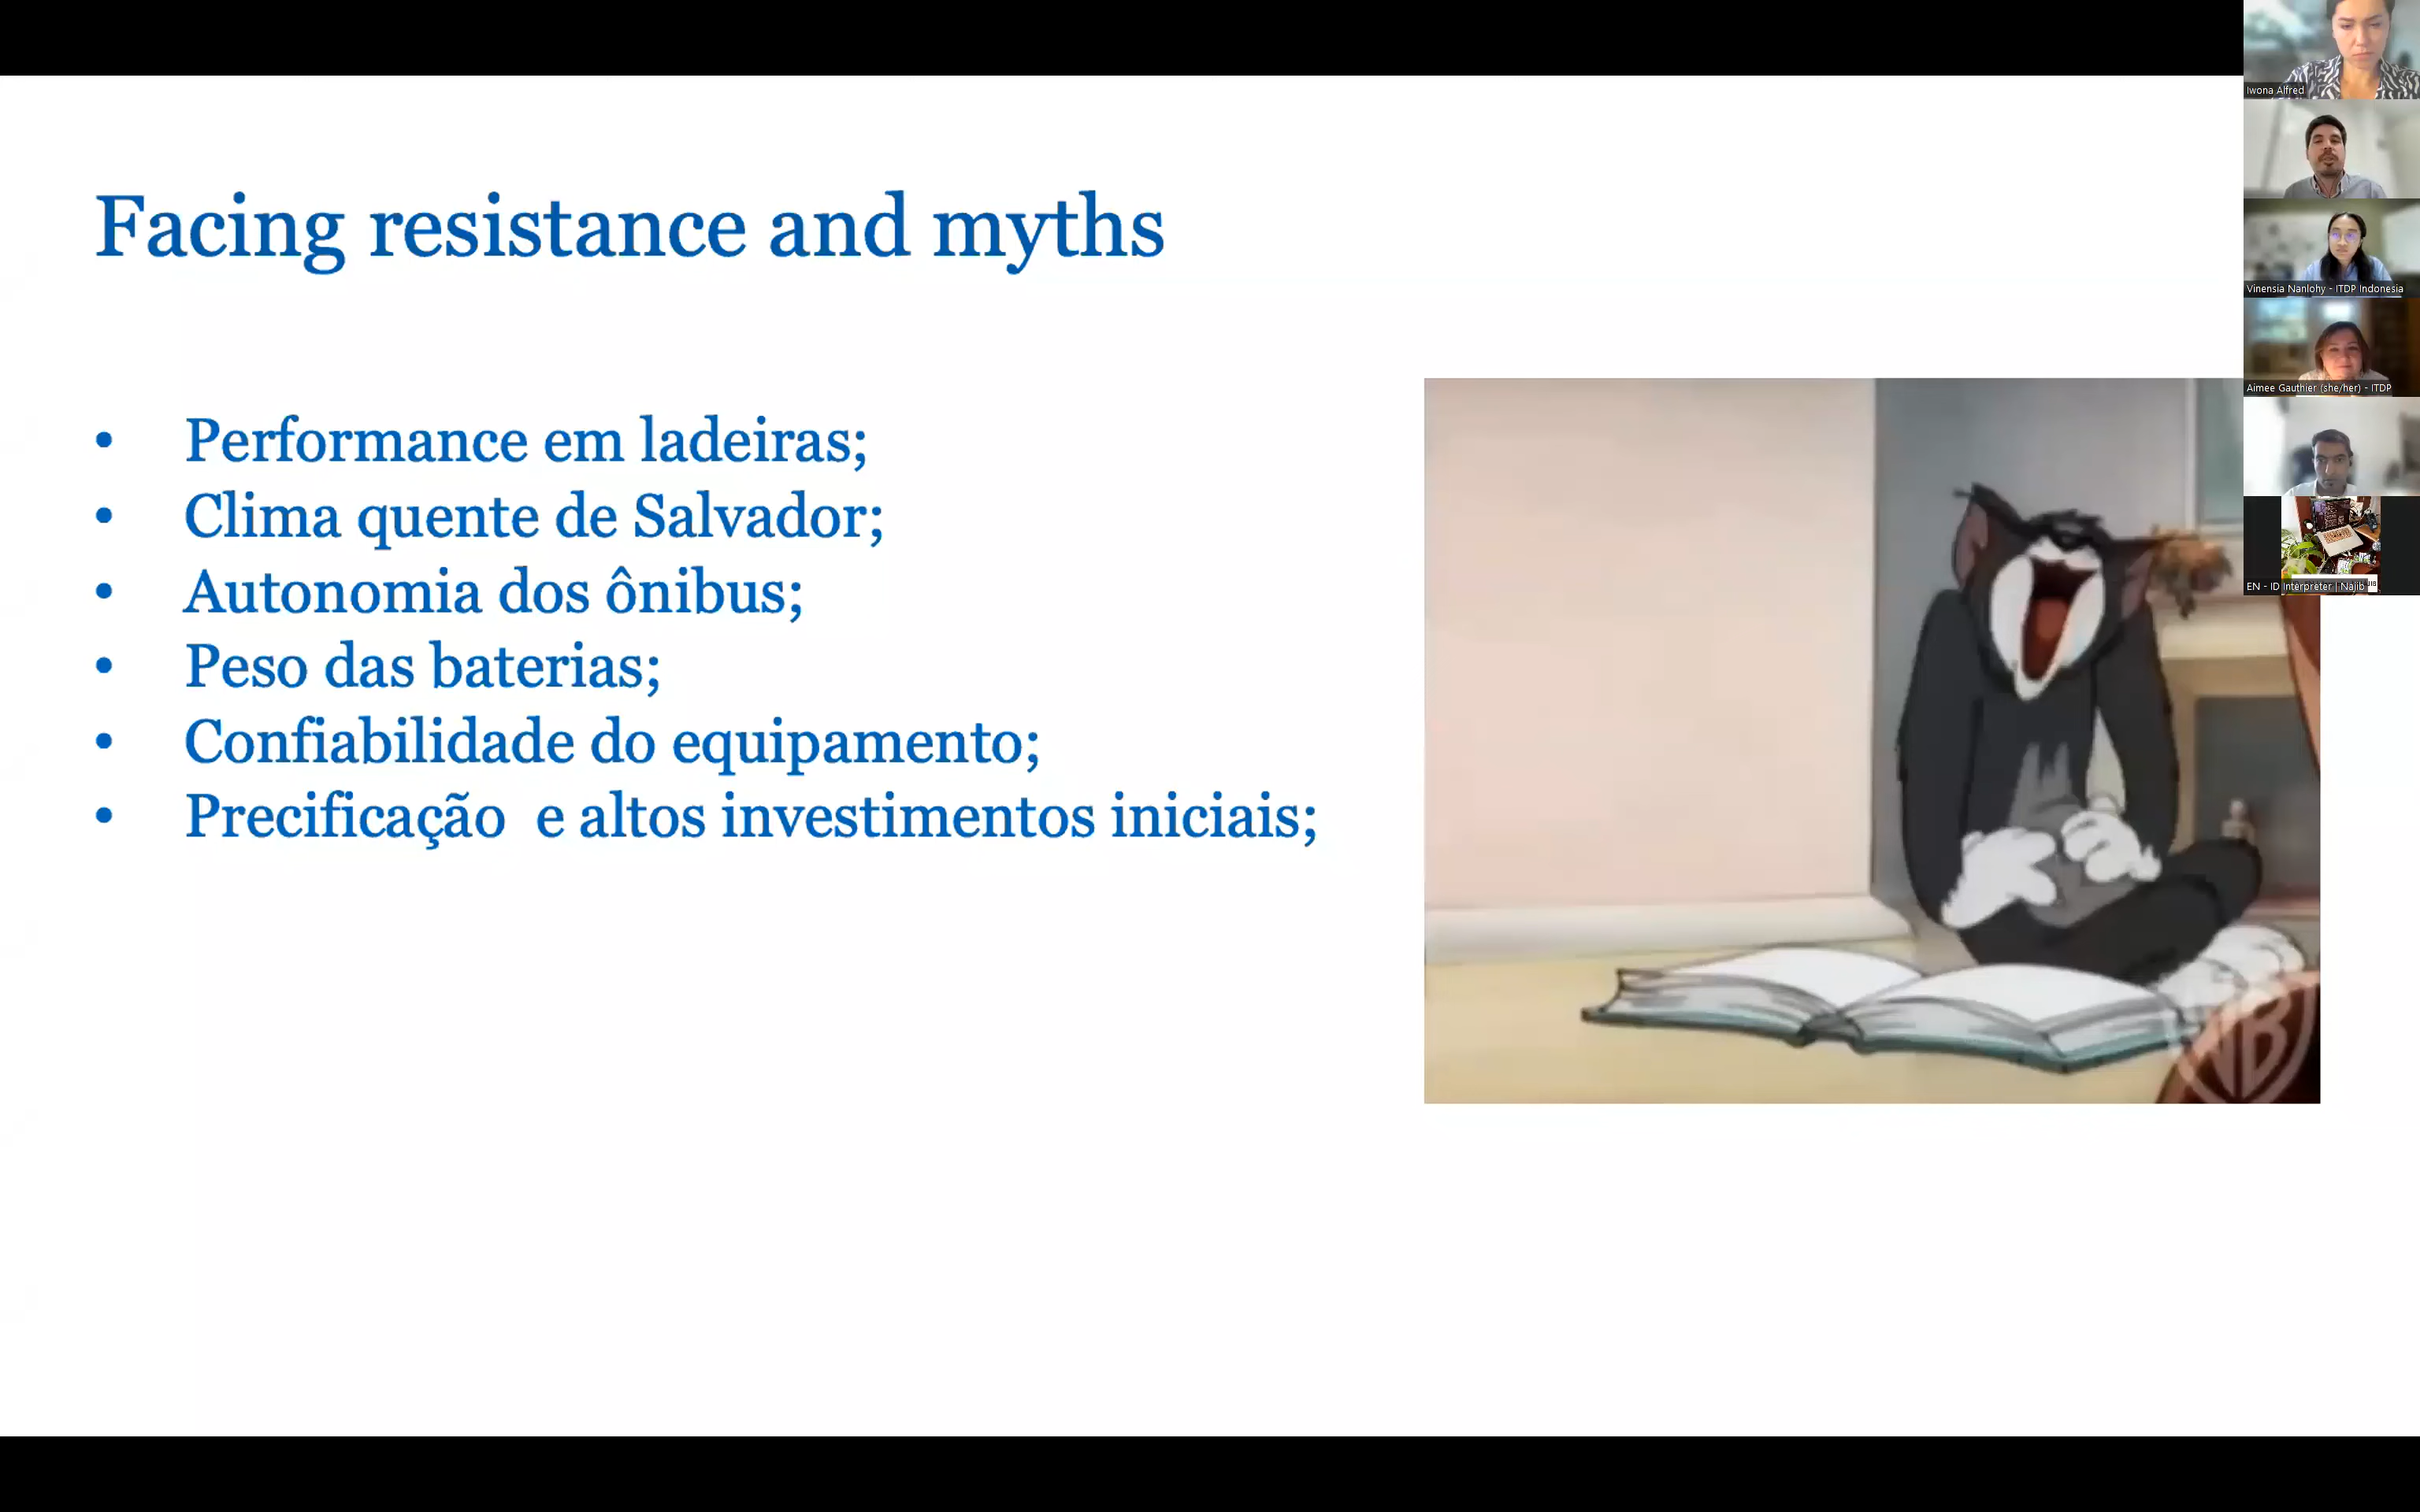 Facing resistance and myths
• Performance em ladeiras;
• Clima quente de Salvador;
• Autonomia dos ônibus;
• Peso das baterias;
• Confiabilidade do equipamento;
• Precificação e altos investimentos iniciais;
WB
Iwona Alfred
Vinensia Nanlohy - ITDP Indonesia
Aimee Gauthier (she/her) - ITDP
EN - ID Interpreter | Najib